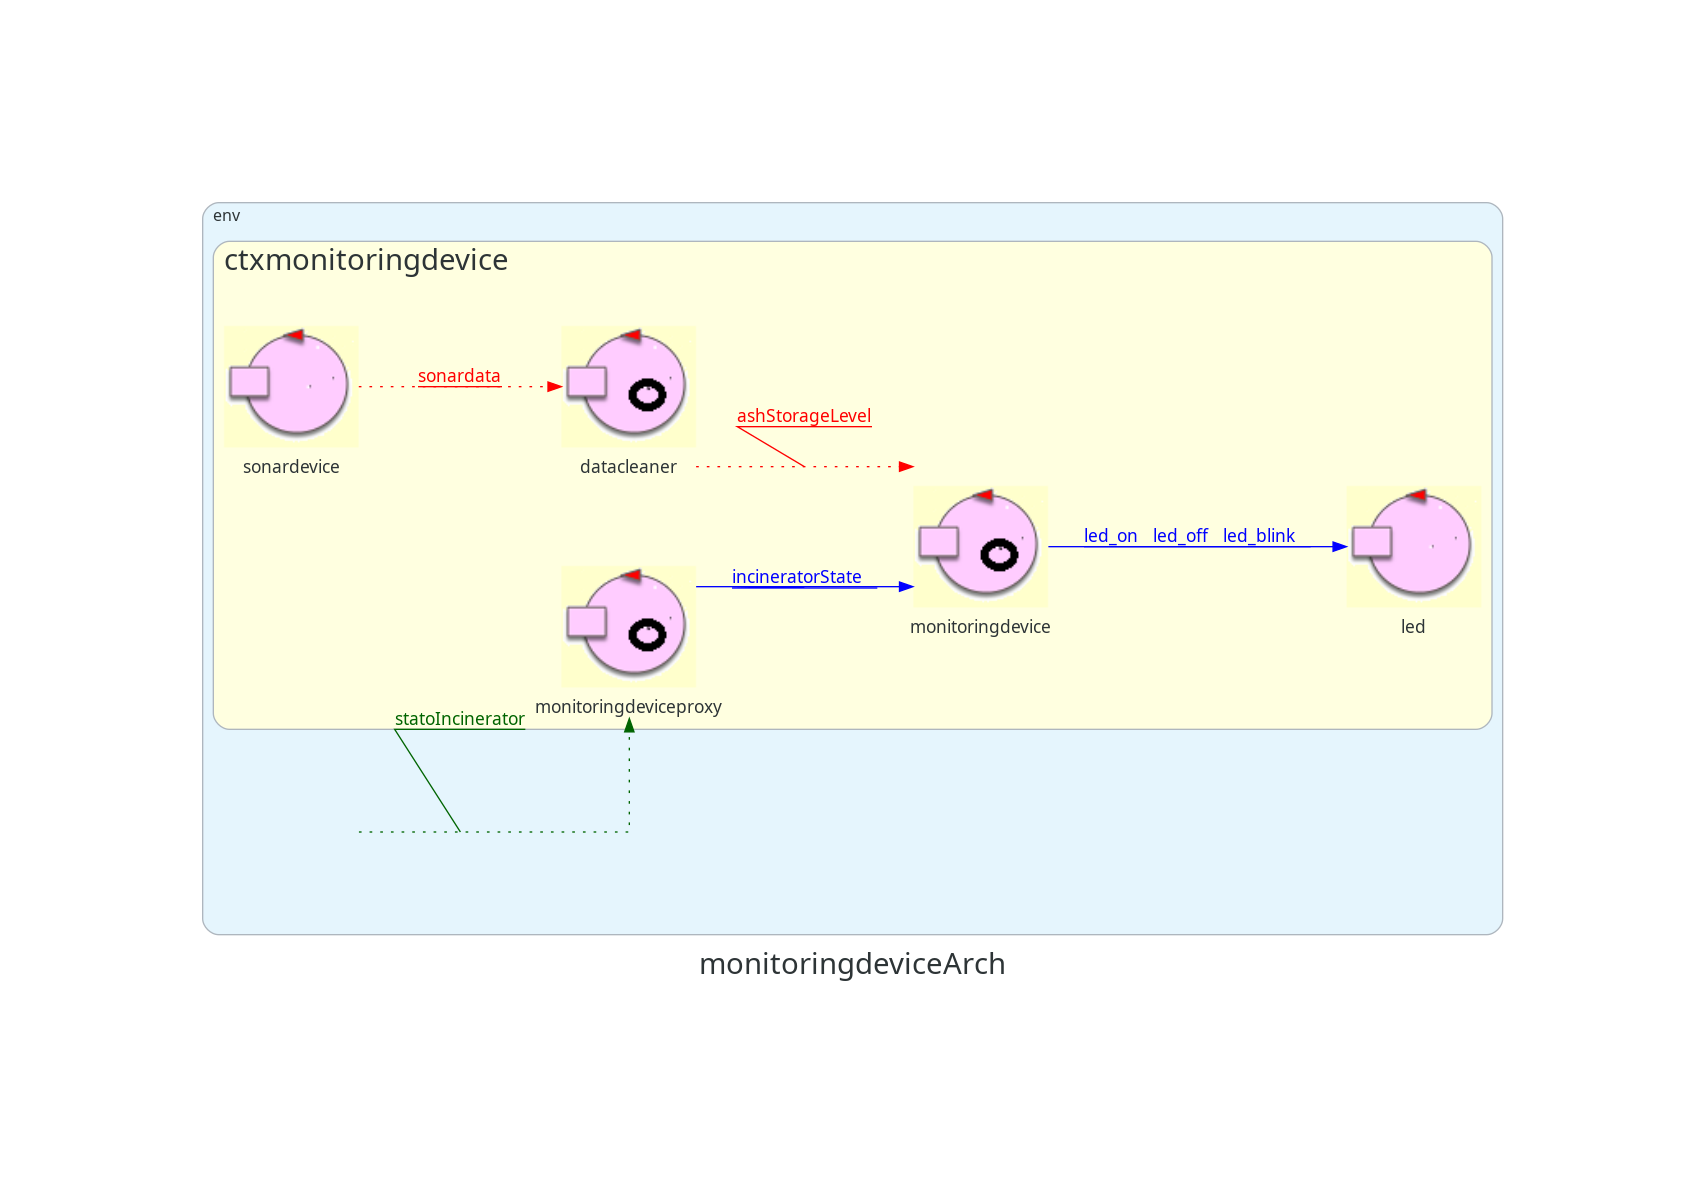 env
ctxmonitoringdevice
sonardata
ashStorageLevel
sonardevice
datacleaner
led_on led_off led_blink
incineratorState
monitoringdevice
led
monitoringdeviceproxy
statoIncinerator
monitoringdeviceArch